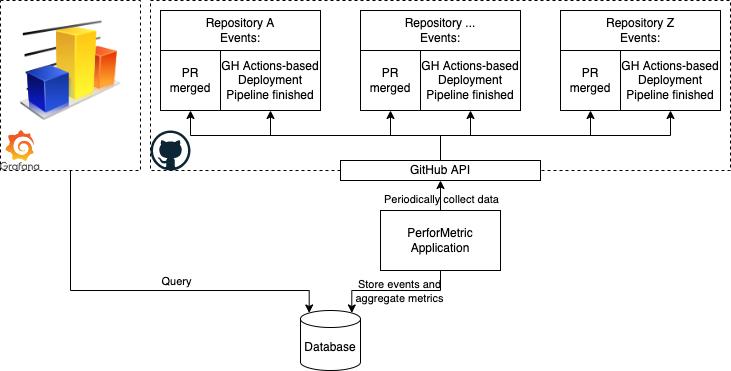 Repository A
Events:
PR
merged
GH Actions-based
Deployment
Pipeline finished
Repository ...
Events:
PR
merged
GH Actions-based
Deployment
Pipeline finished
Repository Z
Events:
PR
merged
GH Actions-based
Deployment
Pipeline finished
Grafana
GitHub API
Periodically collect data
PerforMetric
Application
Query
Store events and
aggregate metrics
Database